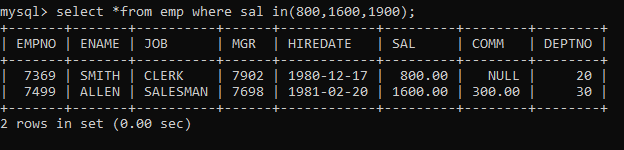 mysql> select *from emp where sal in(800,1600,1900);
+-------+-------+----------+------+------------+---------+--------+--------+
| EMPNO | ENAME | JOB      | MGR  | HIREDATE   | SAL     | COMM   | DEPTNO |
+-------+-------+----------+------+------------+---------+--------+--------+
|  7369 | SMITH | CLERK    | 7902 | 1980-12-17 |  800.00 |   NULL |     20 |
|  7499 | ALLEN | SALESMAN | 7698 | 1981-02-20 | 1600.00 | 300.00 |     30 |
+-------+-------+----------+------+------------+---------+--------+--------+
2 rows in set (0.00 sec)